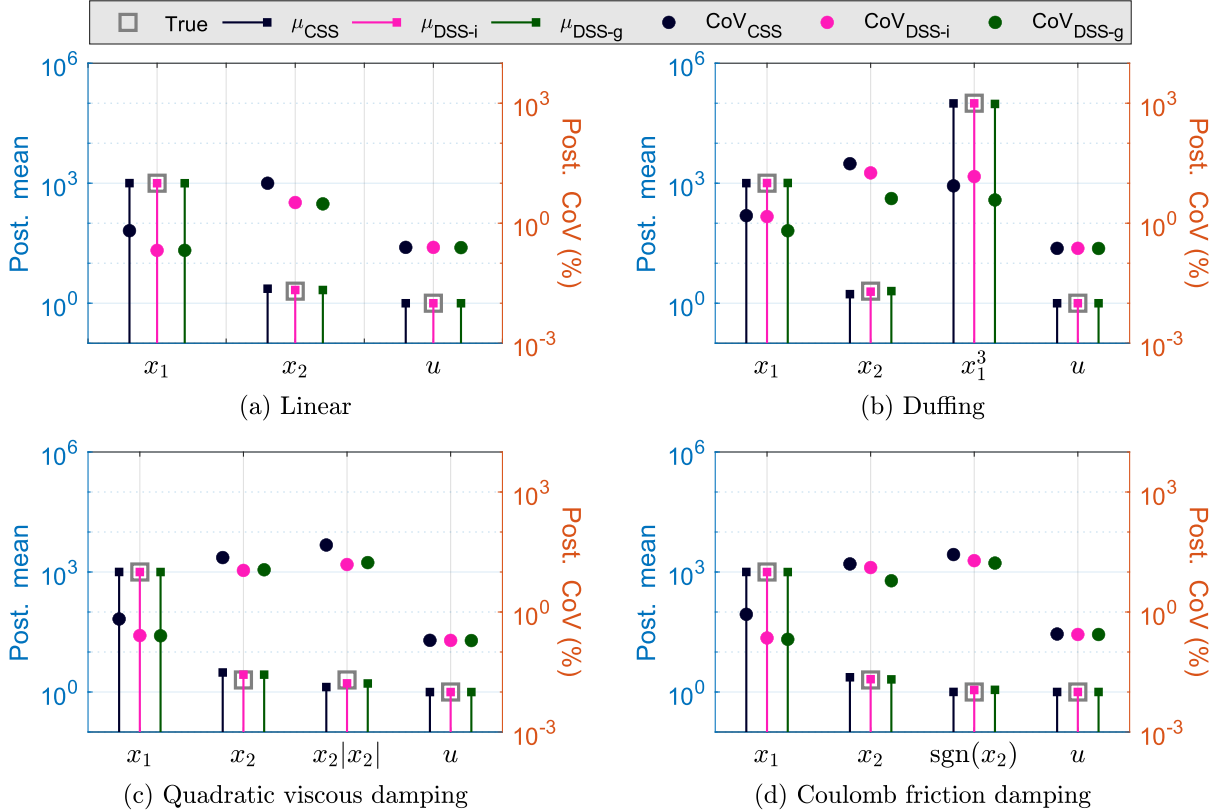 True μCSS μDSS-i μDSS-g CoVCSS CoVDSS-i CoVDSS-g
10^6
10^3
10^0
Post. mean
10^3
10^0
10^-3
Post. CoV (%)
x1 x2 u
(a) Linear
10^6
10^3
10^0
Post. mean
10^3
10^0
10^-3
Post. CoV (%)
x1 x2 x1^3 u
(b) Duffing
10^6
10^3
10^0
Post. mean
10^3
10^0
10^-3
Post. CoV (%)
x1 x2 x2|x2| u
(c) Quadratic viscous damping
10^6
10^3
10^0
Post. mean
10^3
10^0
10^-3
Post. CoV (%)
x1 x2 sgn(x2) u
(d) Coulomb friction damping